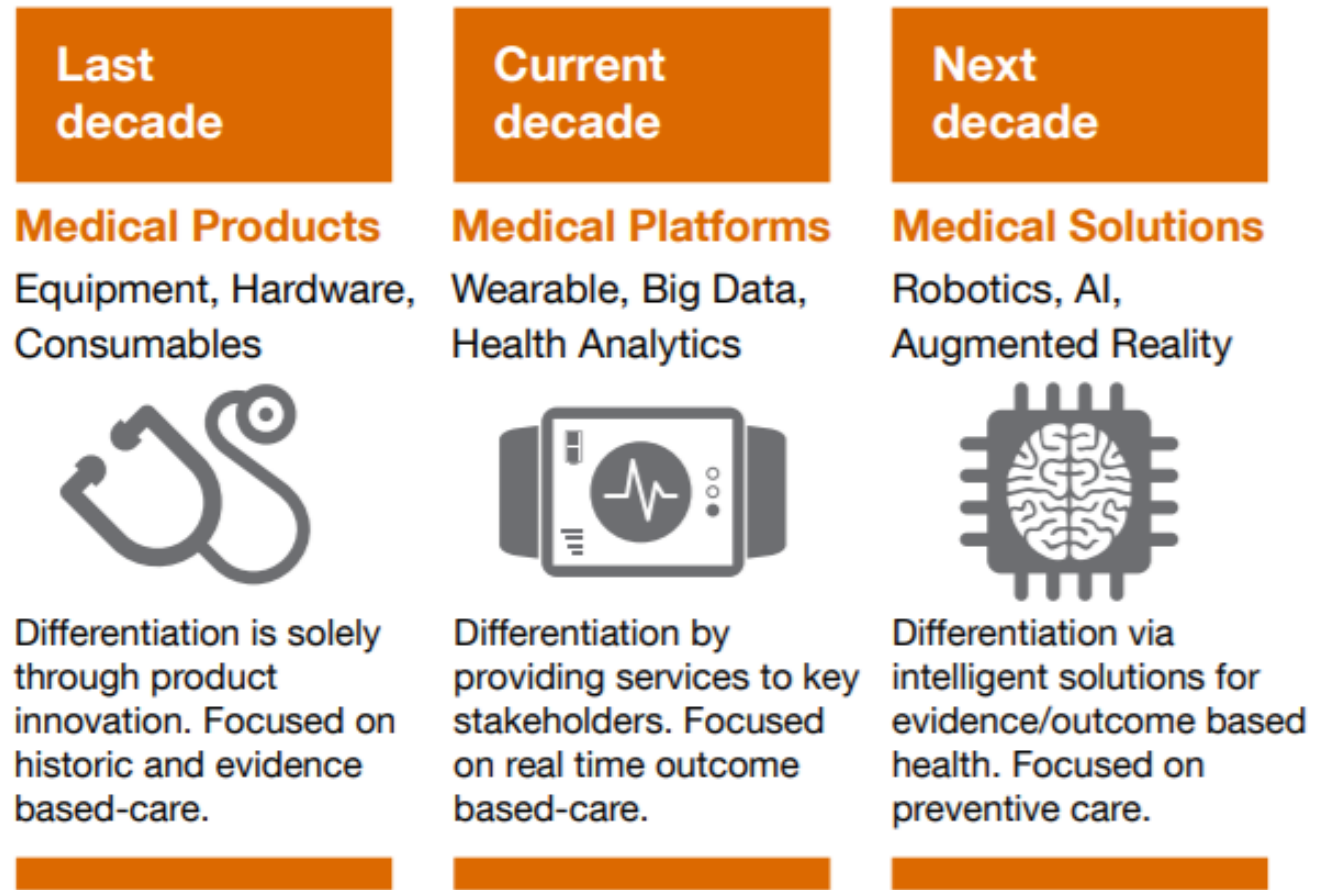 Last
decade
Medical Products
Equipment, Hardware,
Consumables
Differentiation is solely
through product
innovation. Focused on
historic and evidence
based-care.
Current
decade
Medical Platforms
Wearable, Big Data,
Health Analytics
Differentiation by
providing services to key
stakeholders. Focused
on real time outcome
based-care.
Next
decade
Medical Solutions
Robotics, AI,
Augmented Reality
Differentiation via
intelligent solutions for
evidence/outcome based
health. Focused on
preventive care.